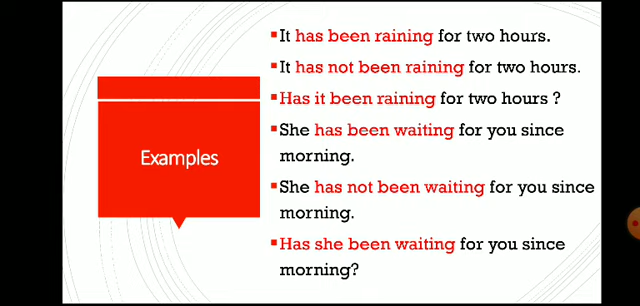 Examples
It has been raining for two hours.
It has not been raining for two hours.
Has it been raining for two hours ?
She has been waiting for you since
morning.
She has not been waiting for you since
morning.
Has she been waiting for you since
morning?